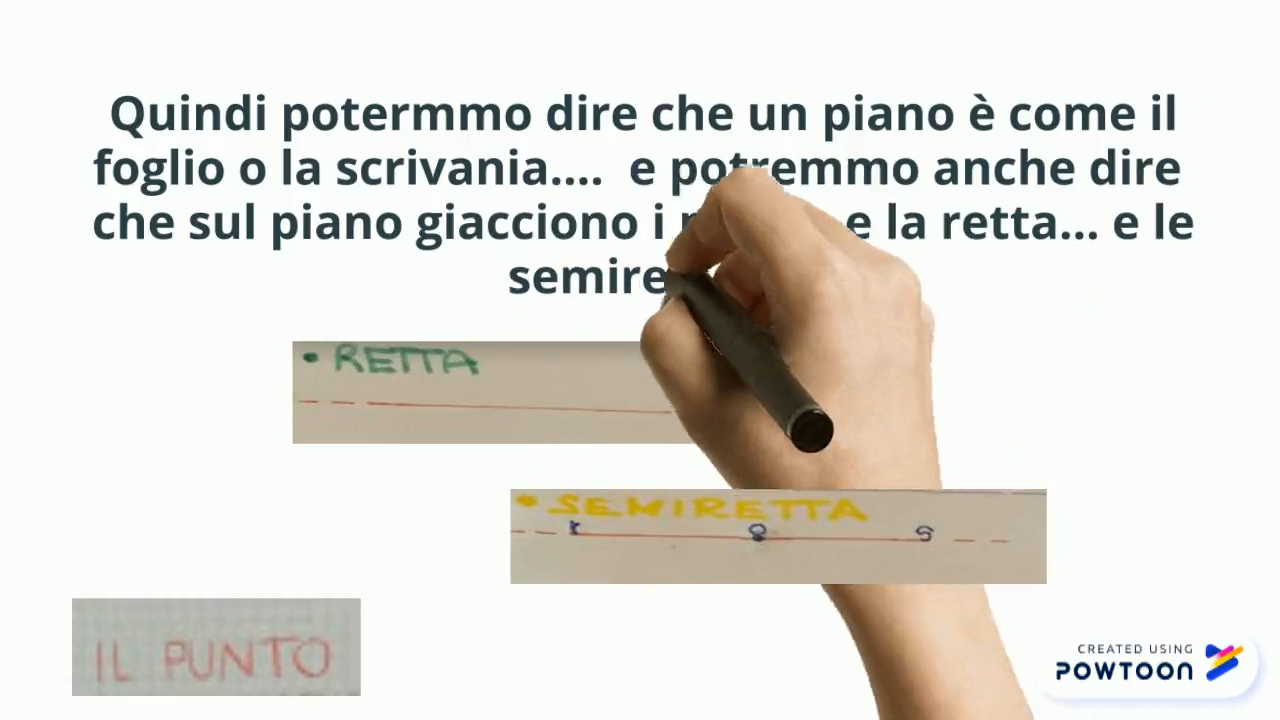 Quindi potermmo dire che un piano è come il
foglio o la scrivania.... e potremmo anche dire
che sul piano giacciono i e la retta... e le
• RETTA
• SEMIRETTA
r o s
IL PUNTO
CREATED USING
POWTOON